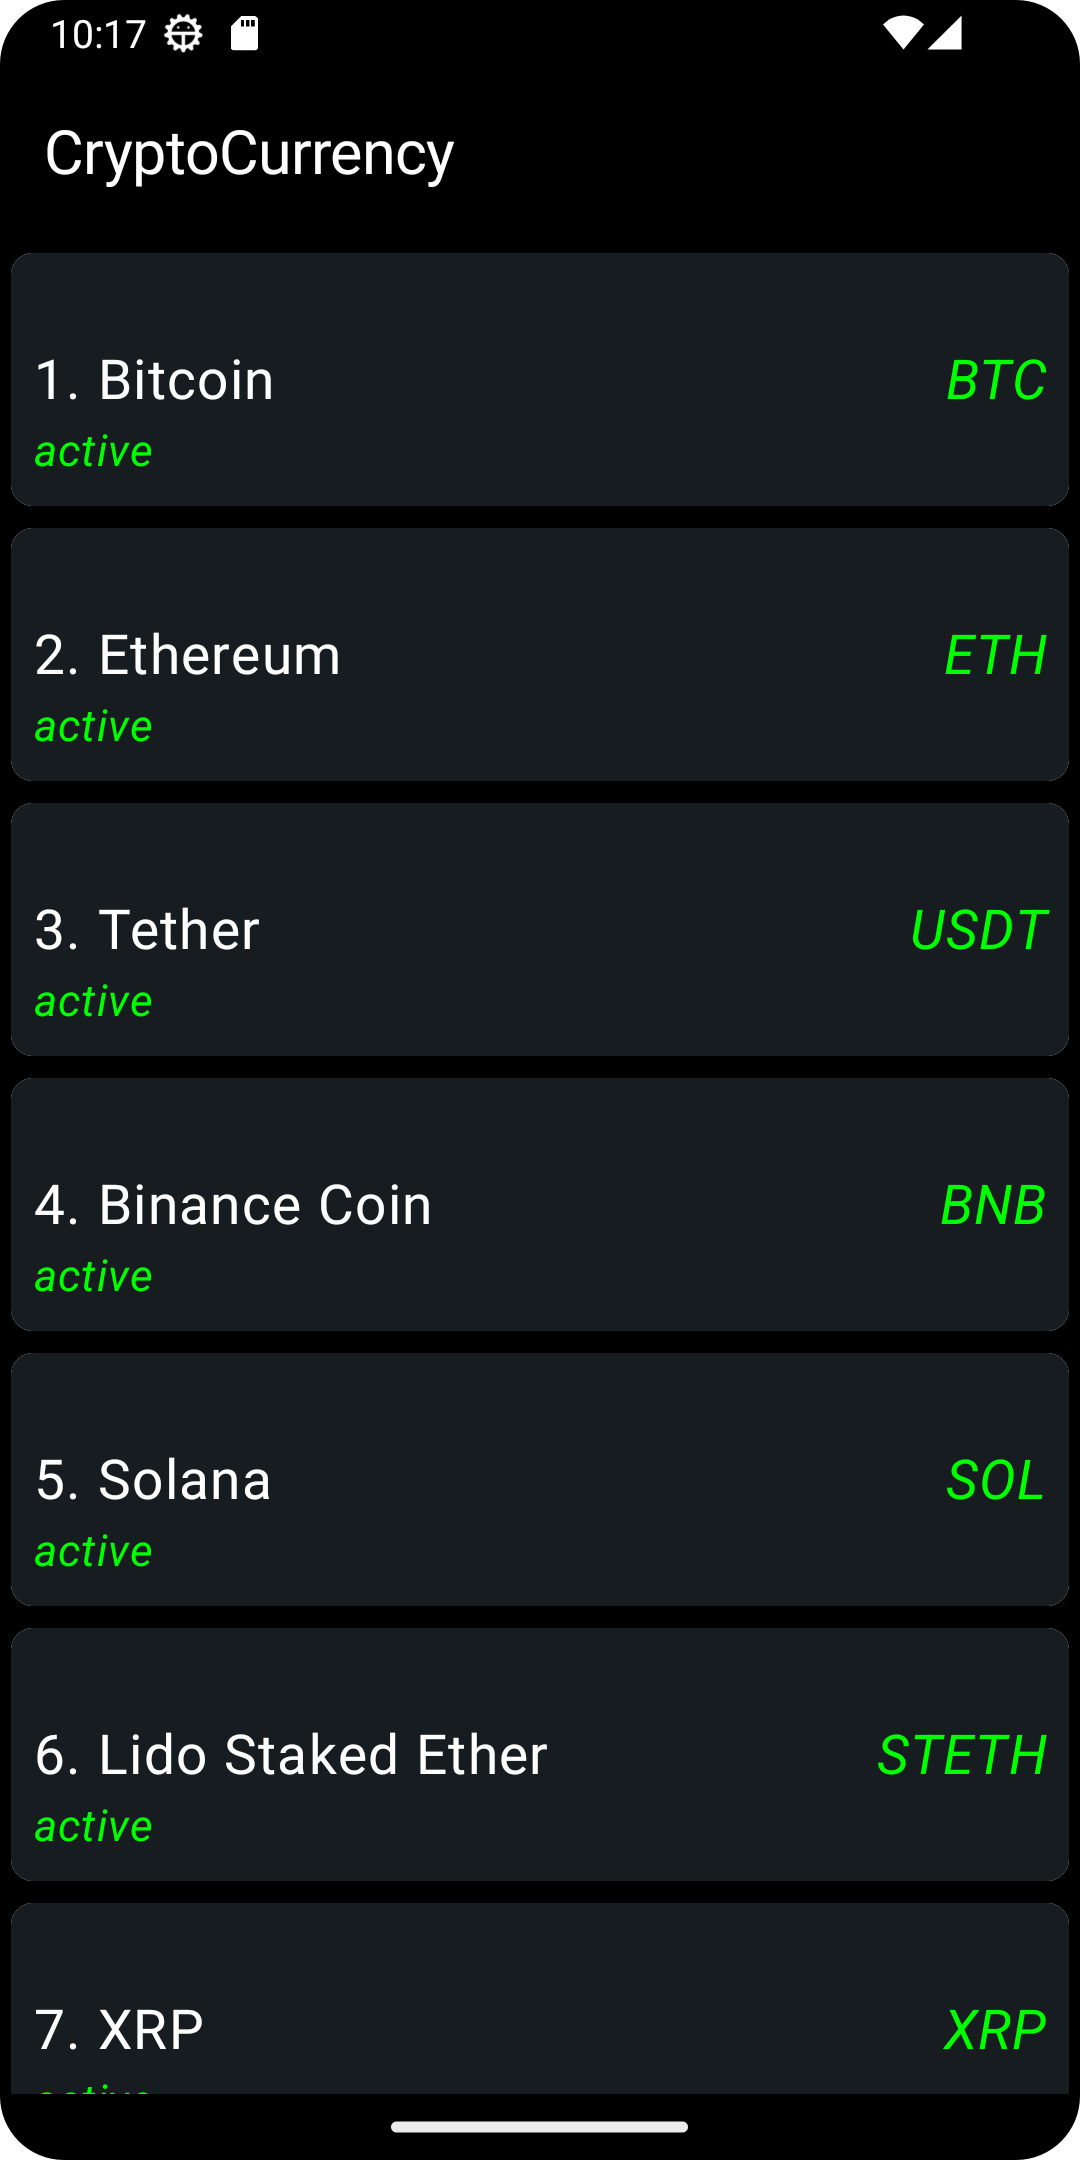 10:17
CryptoCurrency
1. Bitcoin BTC
active
2. Ethereum ETH
active
3. Tether USDT
active
4. Binance Coin BNB
active
5. Solana SOL
active
6. Lido Staked Ether STETH
active
7. XRP XRP